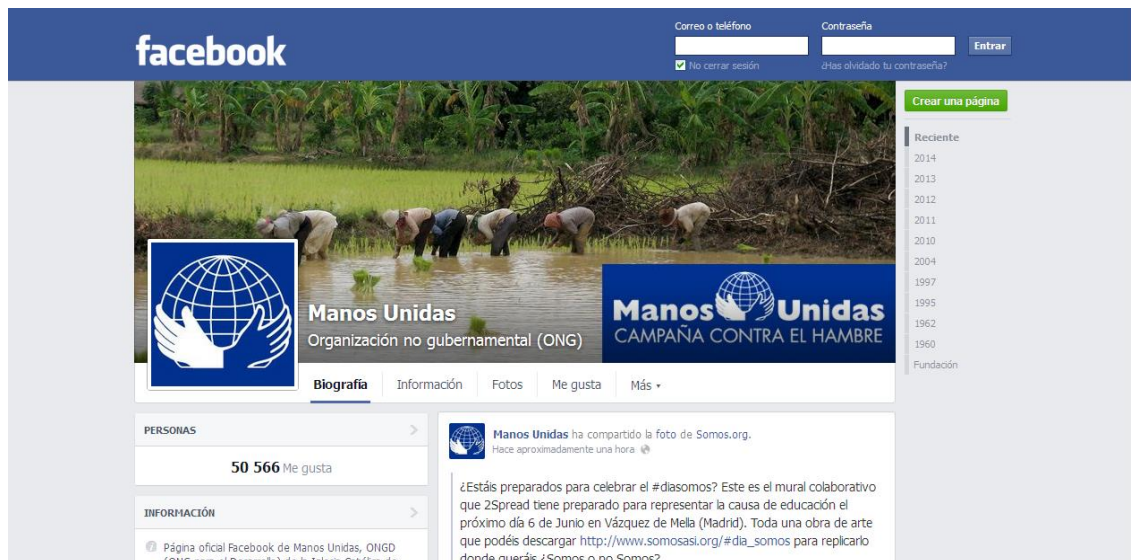 facebook
Correo o teléfono
Contraseña
Entrar
No cerrar sesión
¿Has olvidado tu contraseña?
Crear una página
Reciente
2014
2013
2012
2011
2010
2004
1997
1995
1962
1960
Fundación
Manos Unidas
Organización no gubernamental (ONG)
Manos Unidas
CAMPAÑA CONTRA EL HAMBRE
Biografía
Información
Fotos
Me gusta
Más
PERSONAS
50 566 Me gusta
INFORMACIÓN
Página oficial Facebook de Manos Unidas, ONGD
Manos Unidas ha compartido la foto de Somos.org.
Hace aproximadamente una hora
¿Estáis preparados para celebrar el #diasomos? Este es el mural colaborativo
que 2Spread tiene preparado para representar la causa de educación el
próximo día 6 de Junio en Vázquez de Mella (Madrid). Toda una obra de arte
que podéis descargar http://www.somosasi.org/#dia_somos para replicarlo
donde queráis ¿Somos o no Somos?